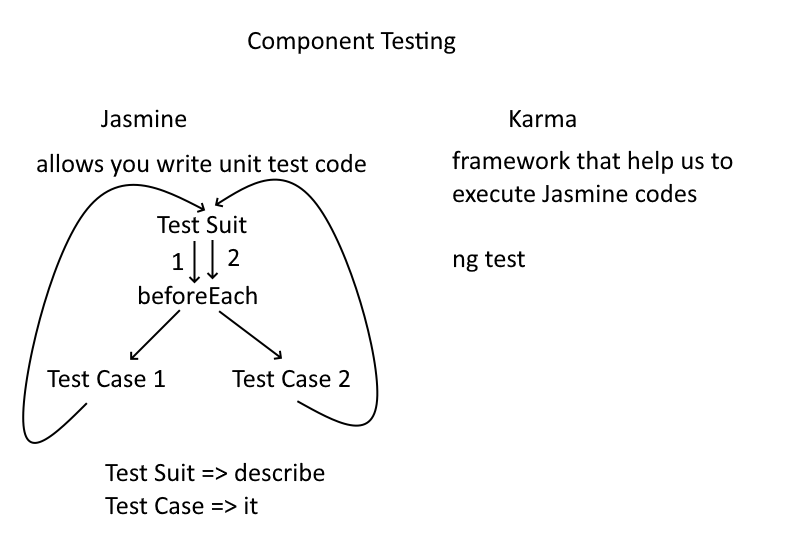 Component Testing
Jasmine
allows you write unit test code
Test Suit
1
2
beforeEach
Test Case 1
Test Case 2
Test Suit => describe
Test Case => it
Karma
framework that help us to
execute Jasmine codes
ng test